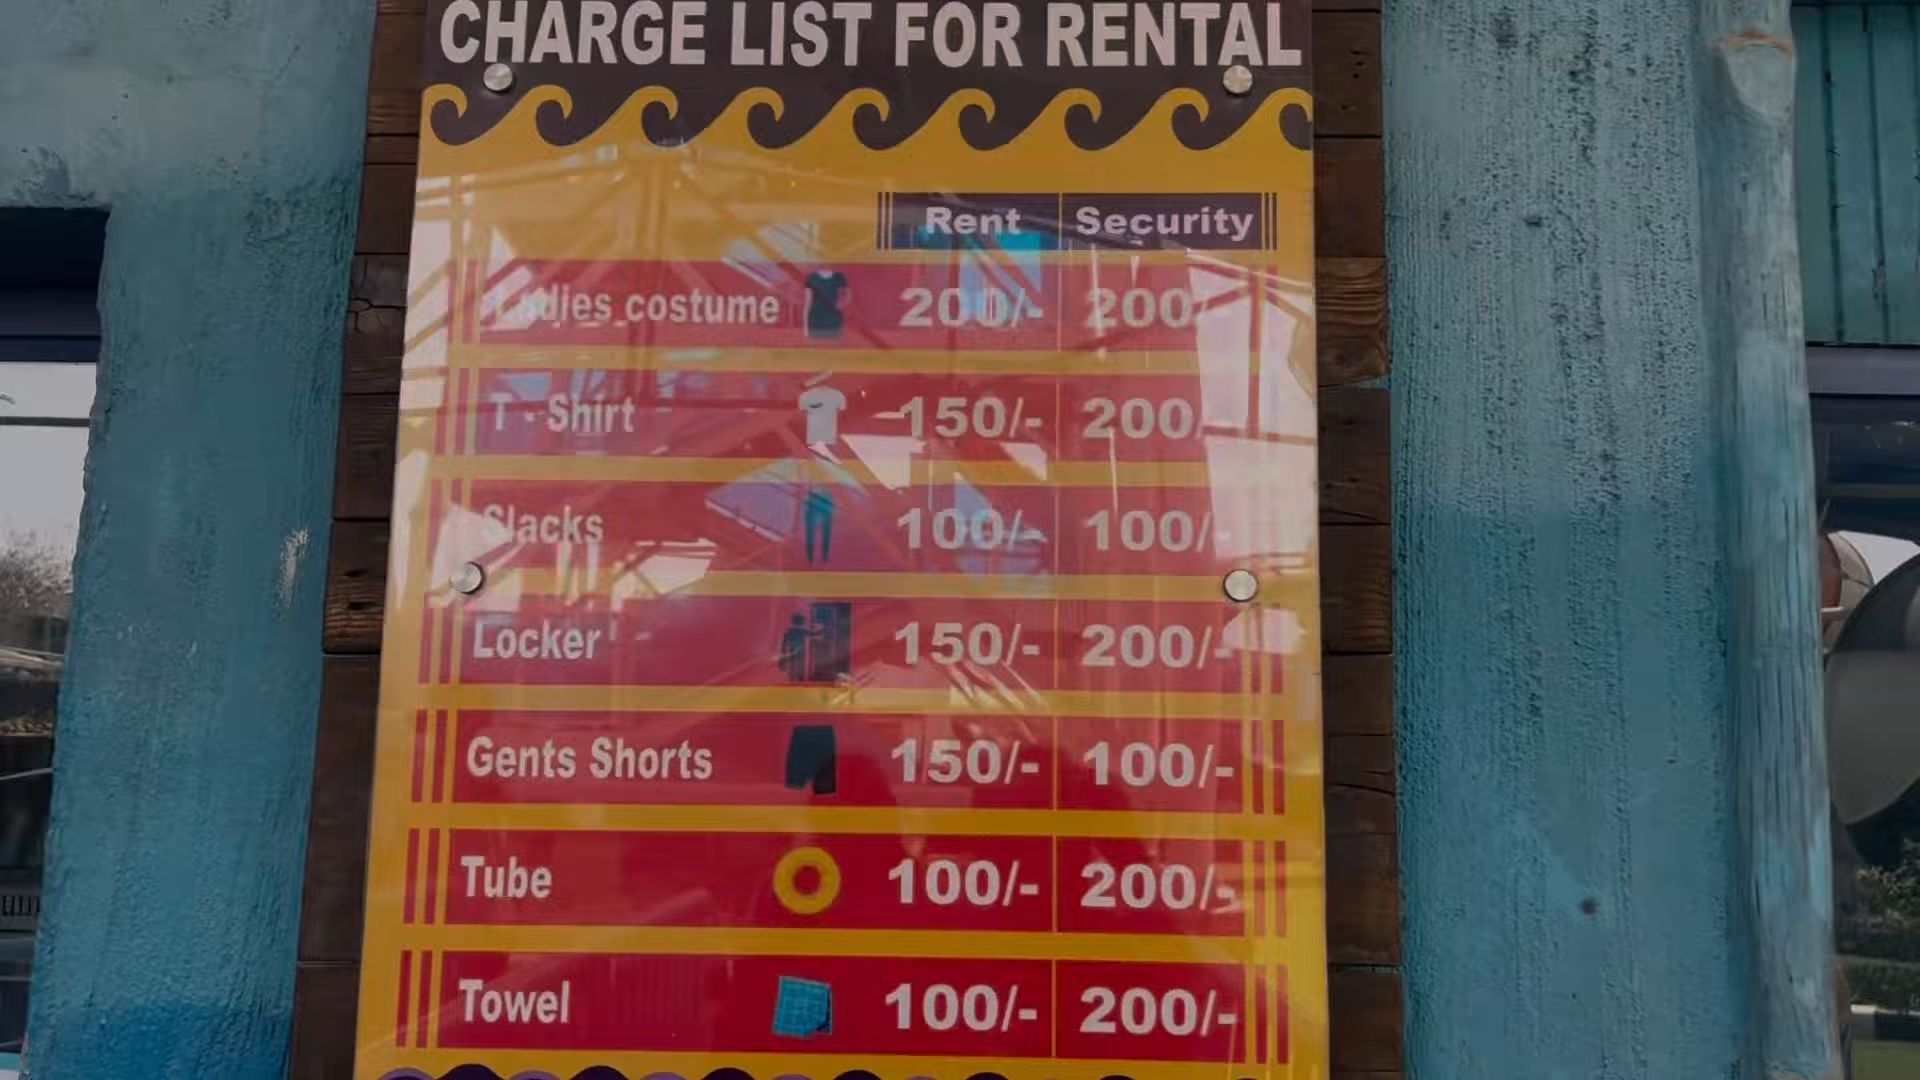 CHARGE LIST FOR RENTAL
Rent Security
Ladies costume 200/- 200/-
T - Shirt 150/- 200/-
Slacks 100/- 100/-
Locker 150/- 200/-
Gents Shorts 150/- 100/-
Tube 100/- 200/-
Towel 100/- 200/-